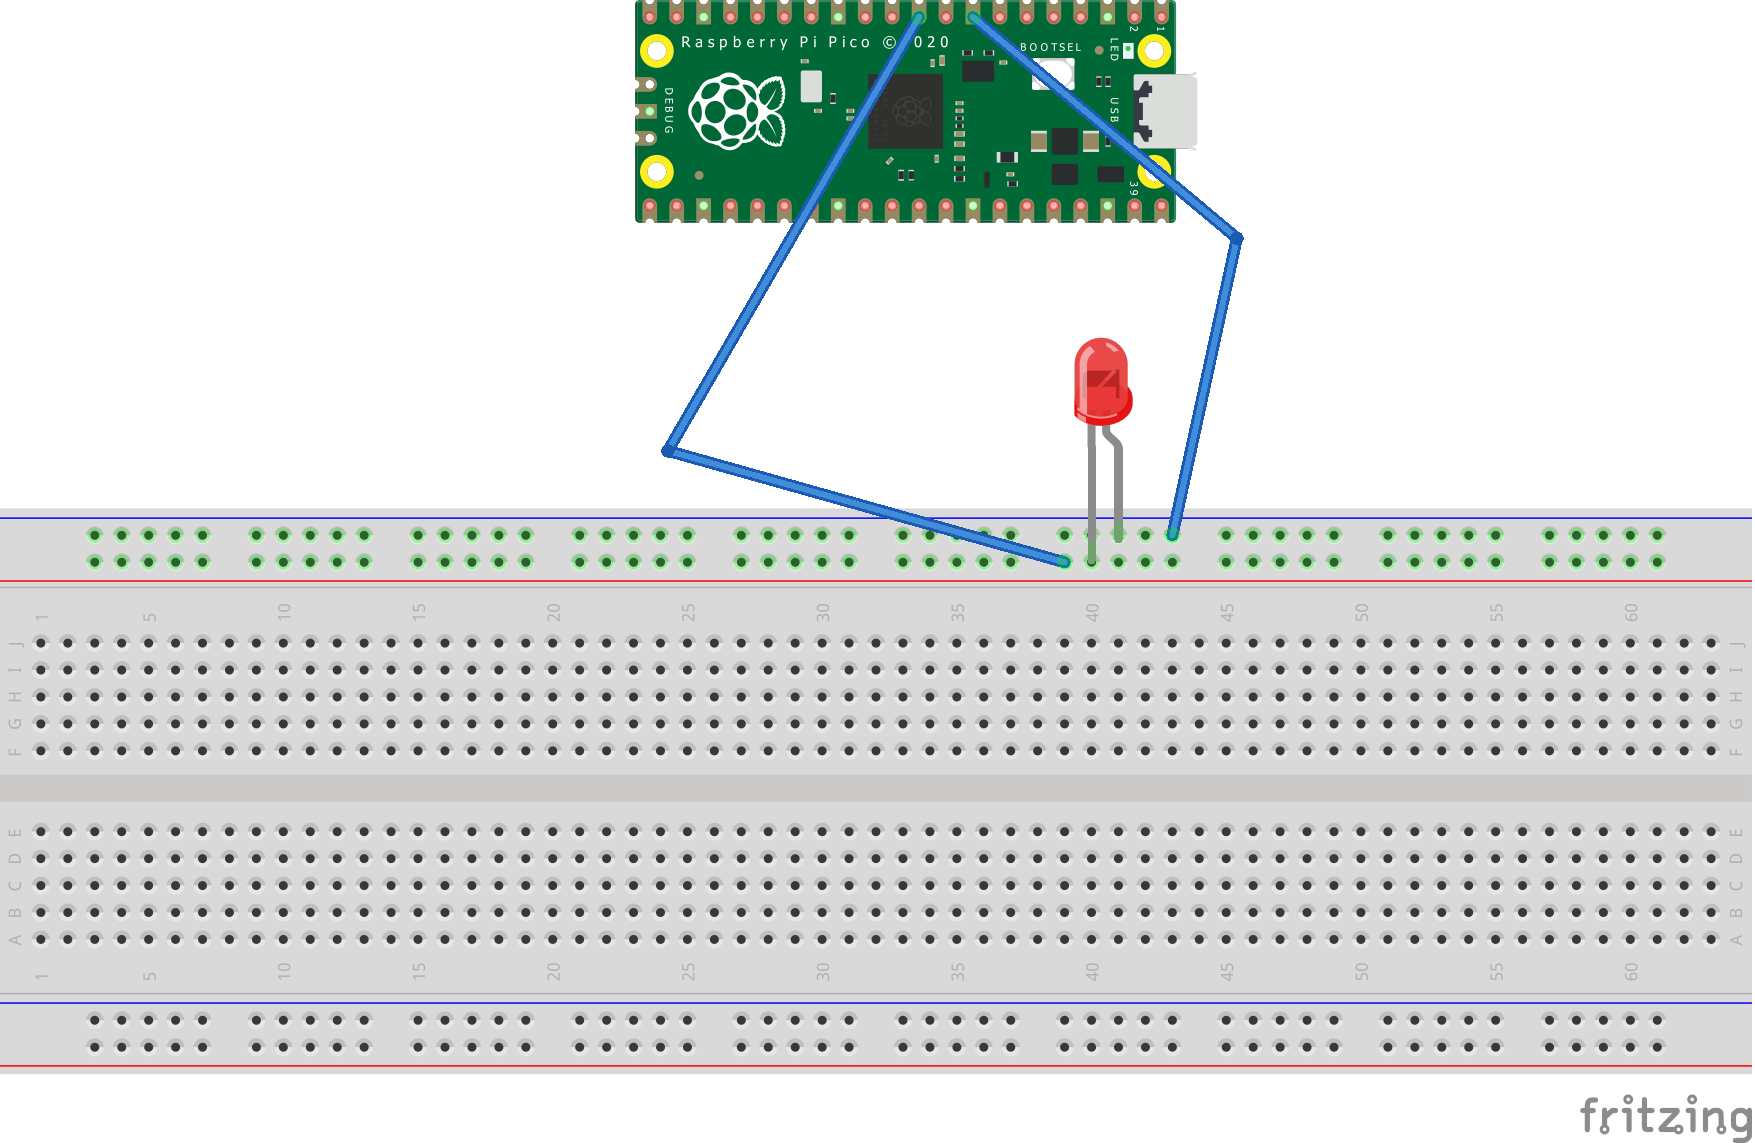 2
1
Raspberry Pi Pico © 020
BOOTSEL
LED
DEBUG
USB
39
1 5 10 15 20 25 30 35 40 45 50 55 60
J J
I I
H H
G G
F F
E E
D D
C C
B B
A A
1 5 10 15 20 25 30 35 40 45 50 55 60
fritzing